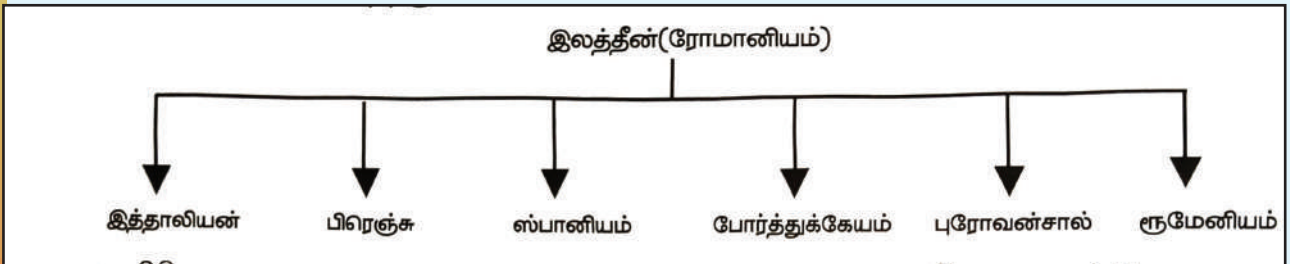 இலத்தீன்(ரோமானியம்)
இத்தாலியன் பிரெஞ்சு ஸ்பானியம் போர்த்துக்கேயம் புரோவன்சால் ரூமேனியம்